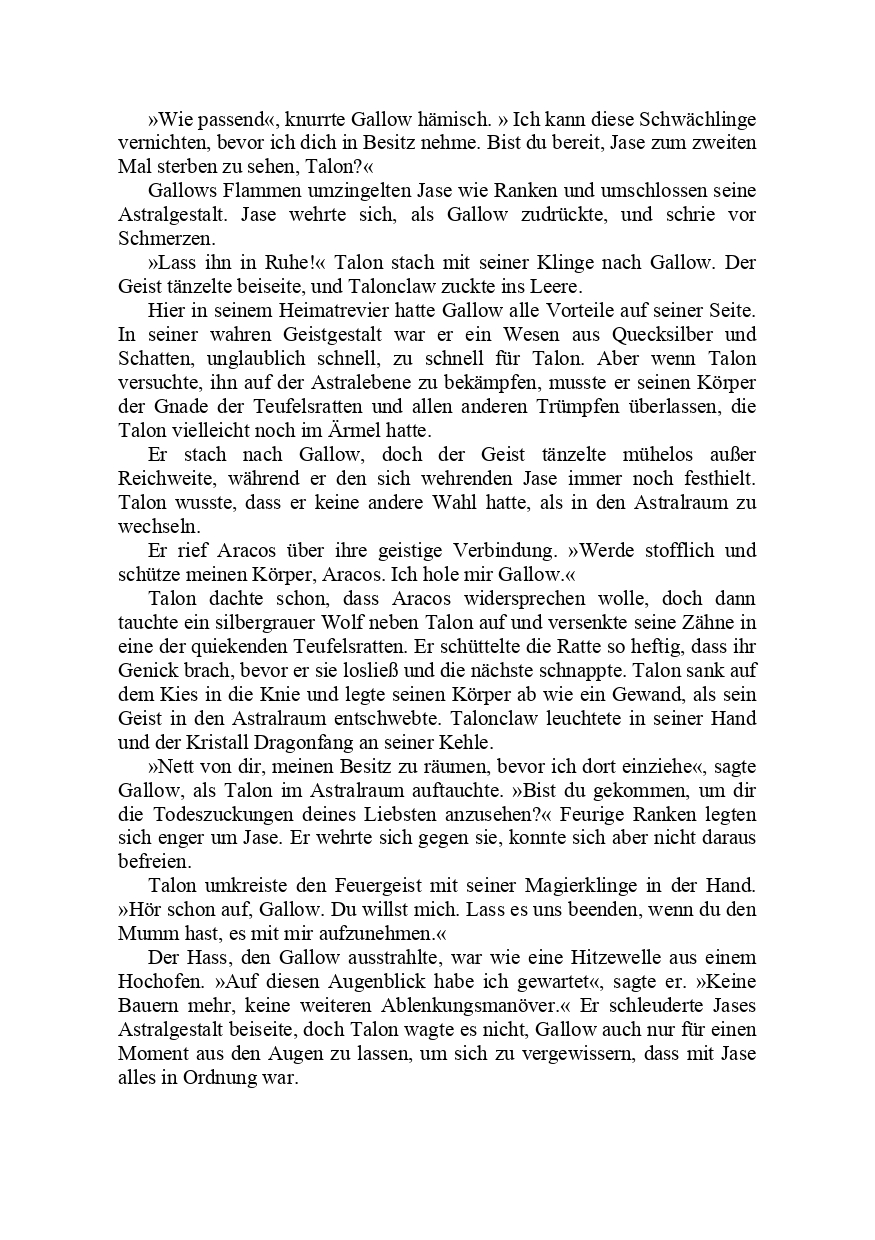 »Wie passend«, knurrte Gallow hämisch. » Ich kann diese Schwächlinge
vernichten, bevor ich dich in Besitz nehme. Bist du bereit, Jase zum zweiten
Mal sterben zu sehen, Talon?«
Gallows Flammen umzingelten Jase wie Ranken und umschlossen seine
Astralgestalt. Jase wehrte sich, als Gallow zudrückte, und schrie vor
Schmerzen.
»Lass ihn in Ruhe!« Talon stach mit seiner Klinge nach Gallow. Der
Geist tänzelte beiseite, und Talonclaw zuckte ins Leere.
Hier in seinem Heimatrevier hatte Gallow alle Vorteile auf seiner Seite.
In seiner wahren Geistgestalt war er ein Wesen aus Quecksilber und
Schatten, unglaublich schnell, zu schnell für Talon. Aber wenn Talon
versuchte, ihn auf der Astralebene zu bekämpfen, musste er seinen Körper
der Gnade der Teufelsratten und allen anderen Trümpfen überlassen, die
Talon vielleicht noch im Ärmel hatte.
Er stach nach Gallow, doch der Geist tänzelte mühelos außer
Reichweite, während er den sich wehrenden Jase immer noch festhielt.
Talon wusste, dass er keine andere Wahl hatte, als in den Astralraum zu
wechseln.
Er rief Aracos über ihre geistige Verbindung. »Werde stofflich und
schütze meinen Körper, Aracos. Ich hole mir Gallow.«
Talon dachte schon, dass Aracos widersprechen wolle, doch dann
tauchte ein silbergrauer Wolf neben Talon auf und versenkte seine Zähne in
eine der quiekenden Teufelsratten. Er schüttelte die Ratte so heftig, dass ihr
Genick brach, bevor er sie losließ und die nächste schnappte. Talon sank auf
dem Kies in die Knie und legte seinen Körper ab wie ein Gewand, als sein
Geist in den Astralraum entschwebte. Talonclaw leuchtete in seiner Hand
und der Kristall Dragonfang an seiner Kehle.
»Nett von dir, meinen Besitz zu räumen, bevor ich dort einziehe«, sagte
Gallow, als Talon im Astralraum auftauchte. »Bist du gekommen, um dir
die Todeszuckungen deines Liebsten anzusehen?« Feurige Ranken legten
sich enger um Jase. Er wehrte sich gegen sie, konnte sich aber nicht daraus
befreien.
Talon umkreiste den Feuergeist mit seiner Magierklinge in der Hand.
»Hör schon auf, Gallow. Du willst mich. Lass es uns beenden, wenn du den
Mumm hast, es mit mir aufzunehmen.«
Der Hass, den Gallow ausstrahlte, war wie eine Hitzewelle aus einem
Hochofen. »Auf diesen Augenblick habe ich gewartet«, sagte er. »Keine
Bauern mehr, keine weiteren Ablenkungsmanöver.« Er schleuderte Jases
Astralgestalt beiseite, doch Talon wagte es nicht, Gallow auch nur für einen
Moment aus den Augen zu lassen, um sich zu vergewissern, dass mit Jase
alles in Ordnung war.